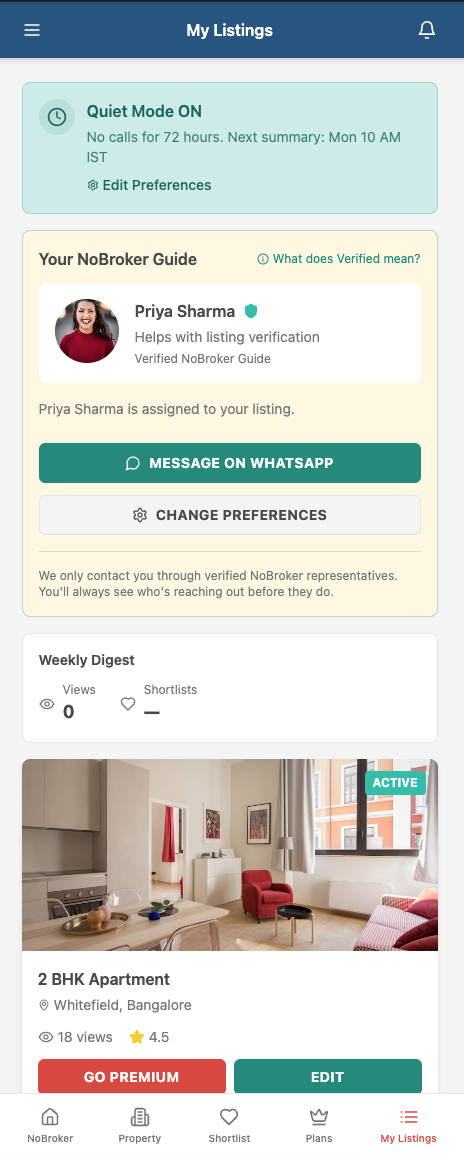 My Listings
Quiet Mode ON
No calls for 72 hours. Next summary: Mon 10 AM
IST
Edit Preferences
Your NoBroker Guide
What does Verified mean?
Priya Sharma
Helps with listing verification
Verified NoBroker Guide
Priya Sharma is assigned to your listing.
MESSAGE ON WHATSAPP
CHANGE PREFERENCES
We only contact you through verified NoBroker representatives.
You'll always see who's reaching out before they do.
Weekly Digest
Views
0
Shortlists
—
ACTIVE
2 BHK Apartment
Whitefield, Bangalore
18 views 4.5
GO PREMIUM
EDIT
NoBroker
Property
Shortlist
Plans
My Listings